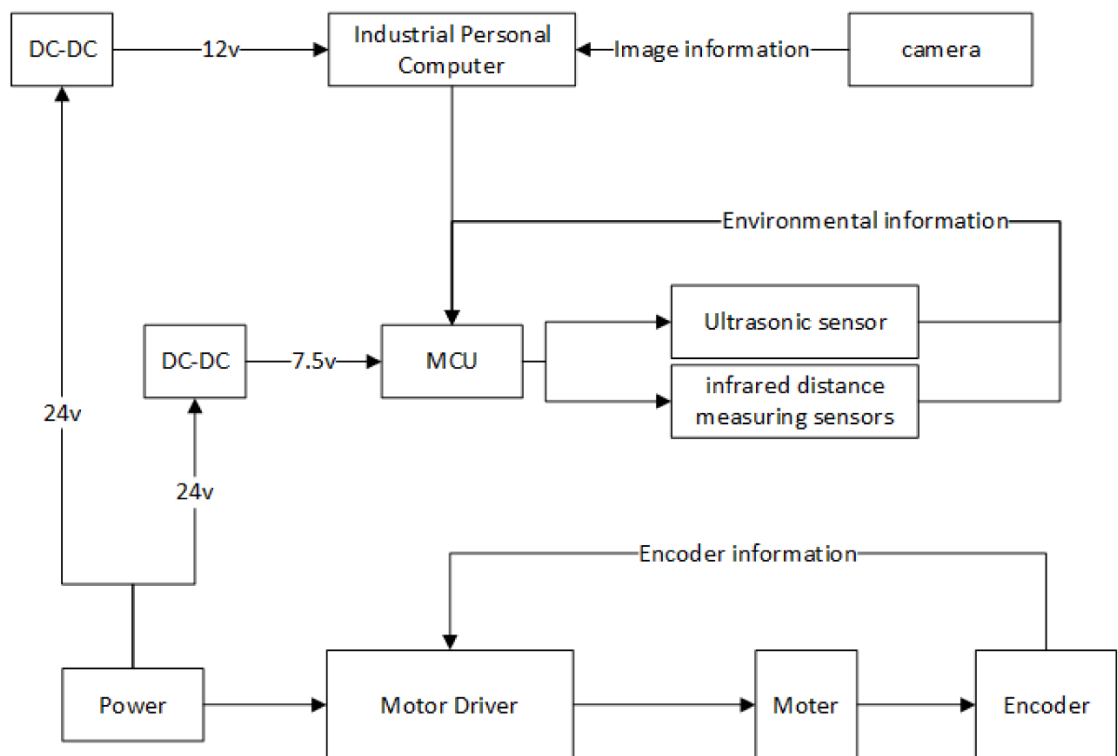 DC-DC
12v
Industrial Personal
Computer
Image information
camera
Environmental information
Ultrasonic sensor
DC-DC
7.5v
MCU
infrared distance
measuring sensors
24v
24v
Encoder information
Power
Motor Driver
Moter
Encoder